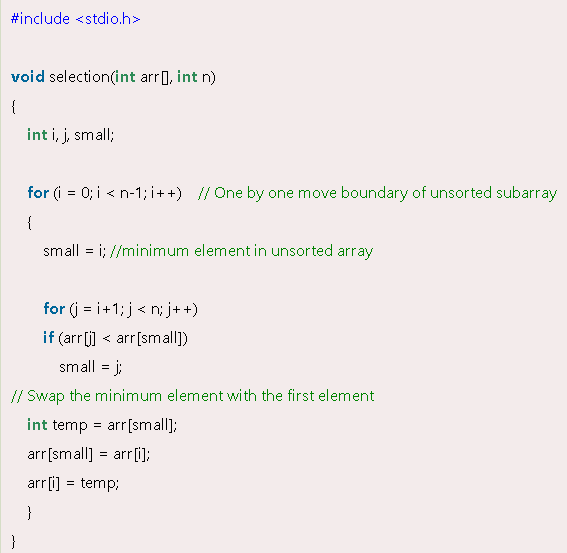 #include <stdio.h>
void selection(int arr[], int n)
{
int i, j, small;
for (i = 0; i < n-1; i++) // One by one move boundary of unsorted subarray
{
small = i; //minimum element in unsorted array
for (j = i+1; j < n; j++)
if (arr[j] < arr[small])
small = j;
// Swap the minimum element with the first element
int temp = arr[small];
arr[small] = arr[i];
arr[i] = temp;
}
}